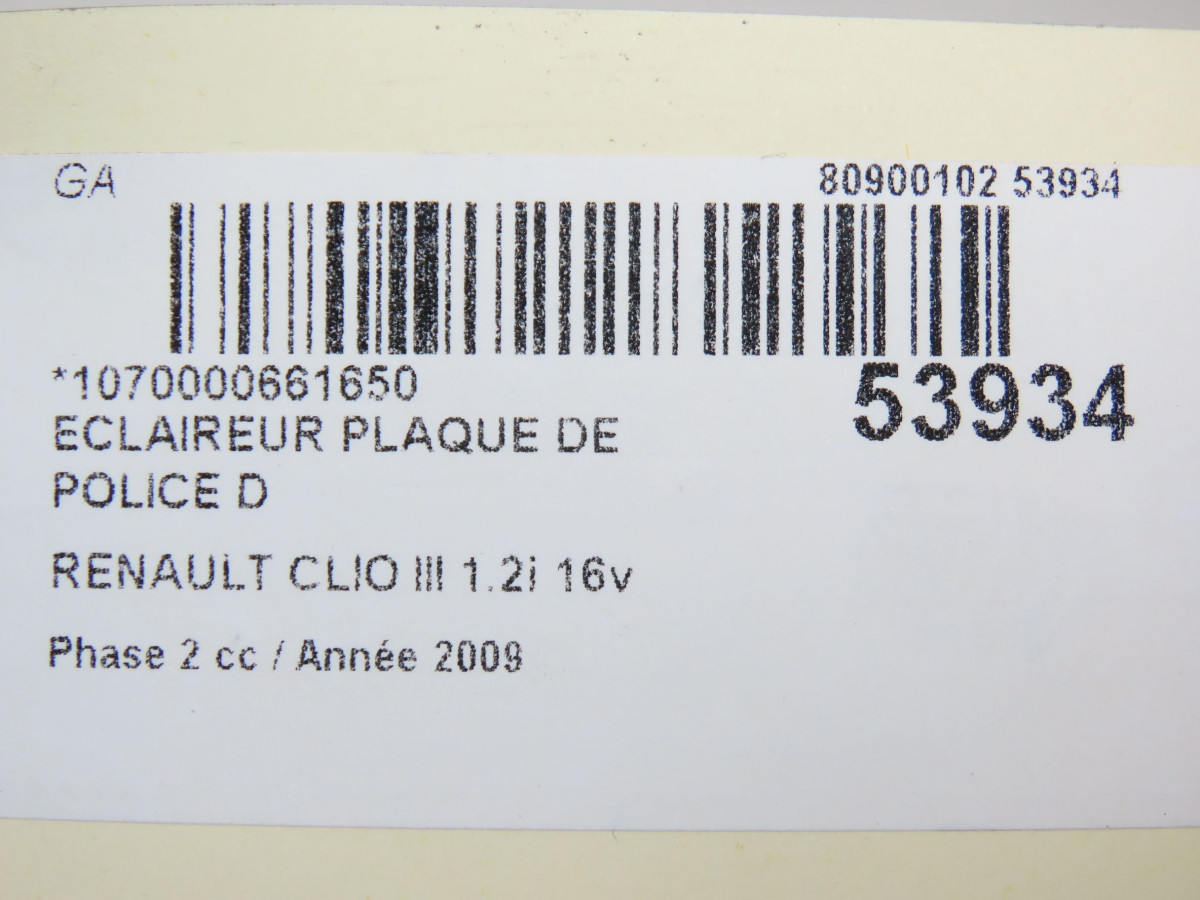 GA
80900102 53934
*1070000661650
53934
ECLAIREUR PLAQUE DE
POLICE D
RENAULT CLIO III 1.2i 16v
Phase 2 cc / Année 2009